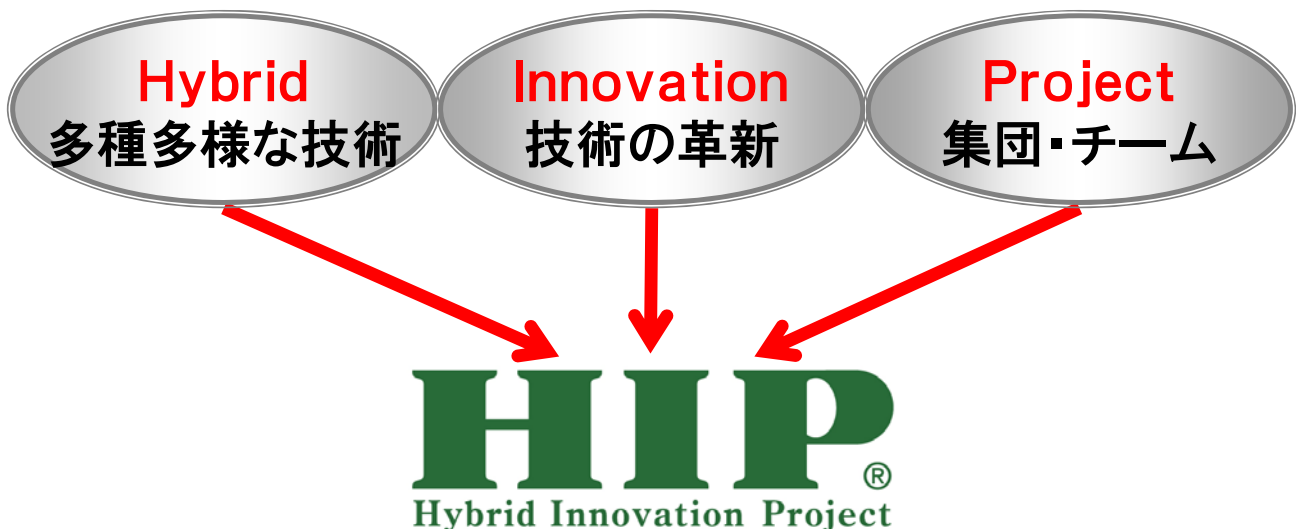 Hybrid
多種多様な技術
Innovation
技術の革新
Project
集団・チーム
HIP®
Hybrid Innovation Project